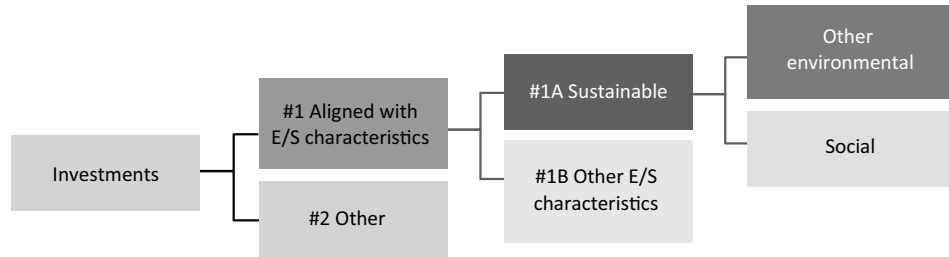 Investments
#1 Aligned with
E/S characteristics
#2 Other
#1A Sustainable
#1B Other E/S
characteristics
Other
environmental
Social